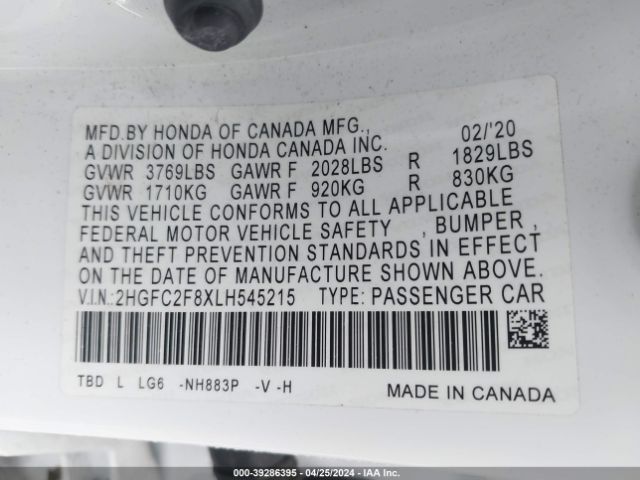 MFD.BY HONDA OF CANADA MFG., 02/'20
A DIVISION OF HONDA CANADA INC.
GVWR 3769LBS GAWR F 2028LBS R 1829LBS
GVWR 1710KG GAWR F 920KG R 830KG
THIS VEHICLE CONFORMS TO ALL APPLICABLE
FEDERAL MOTOR VEHICLE SAFETY , BUMPER ,
AND THEFT PREVENTION STANDARDS IN EFFECT
ON THE DATE OF MANUFACTURE SHOWN ABOVE.
V.I.N.:2HGFC2F8XLH545215 TYPE: PASSENGER CAR
TBD L LG6 -NH883P -V -H MADE IN CANADA
000-39286395 - 04/25/2024 - IAAI.COM